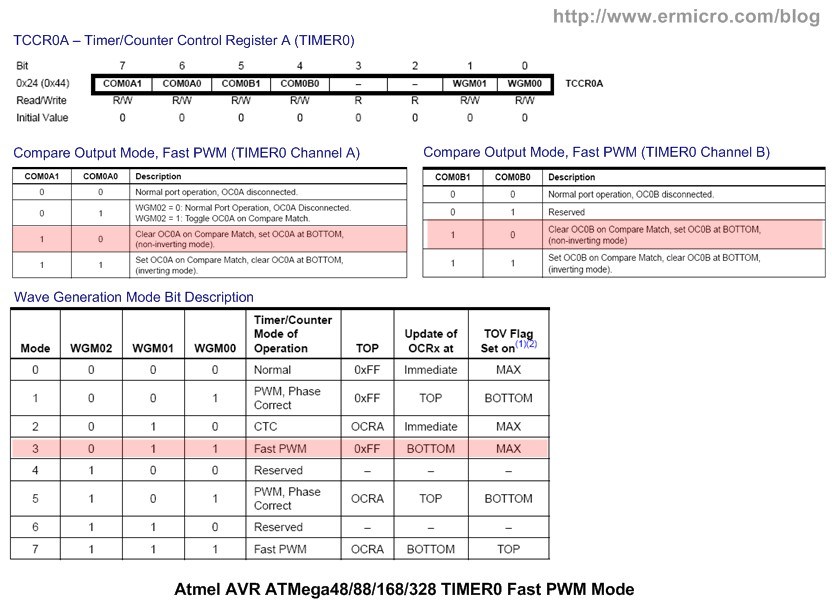 http://www.ermicro.com/blog
TCCR0A – Timer/Counter Control Register A (TIMER0)
Bit 7 6 5 4 3 2 1 0
0x24 (0x44) COM0A1 COM0A0 COM0B1 COM0B0 – – WGM01 WGM00 TCCR0A
Read/Write R/W R/W R/W R/W R R R/W R/W
Initial Value 0 0 0 0 0 0 0 0
Compare Output Mode, Fast PWM (TIMER0 Channel A)
COM0A1 COM0A0 Description
0 0 Normal port operation, OC0A disconnected.
0 1 WGM02 = 0: Normal Port Operation, OC0A Disconnected.
WGM02 = 1: Toggle OC0A on Compare Match.
1 0 Clear OC0A on Compare Match, set OC0A at BOTTOM,
(non-inverting mode).
1 1 Set OC0A on Compare Match, clear OC0A at BOTTOM,
(inverting mode).
Compare Output Mode, Fast PWM (TIMER0 Channel B)
COM0B1 COM0B0 Description
0 0 Normal port operation, OC0B disconnected.
0 1 Reserved
1 0 Clear OC0B on Compare Match, set OC0B at BOTTOM,
(non-inverting mode)
1 1 Set OC0B on Compare Match, clear OC0B at BOTTOM,
(inverting mode).
Wave Generation Mode Bit Description
Mode WGM02 WGM01 WGM00 Timer/Counter Mode of Operation TOP Update of OCRx at TOV Flag Set on(1)(2)
0 0 0 0 Normal 0xFF Immediate MAX
1 0 0 1 PWM, Phase Correct 0xFF TOP BOTTOM
2 0 1 0 CTC OCRA Immediate MAX
3 0 1 1 Fast PWM 0xFF BOTTOM MAX
4 1 0 0 Reserved – – –
5 1 0 1 PWM, Phase Correct OCRA TOP BOTTOM
6 1 1 0 Reserved – – –
7 1 1 1 Fast PWM OCRA BOTTOM TOP
Atmel AVR ATMega48/88/168/328 TIMER0 Fast PWM Mode